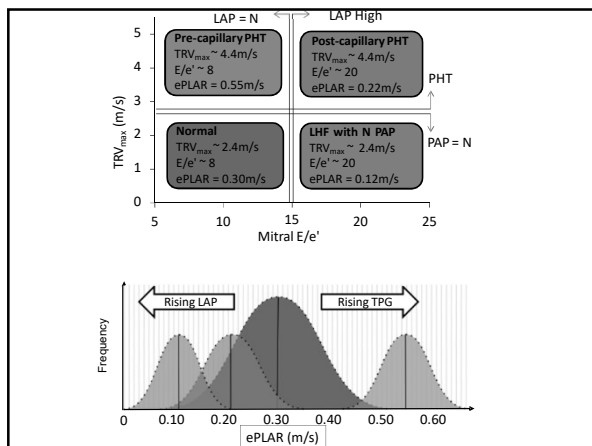 LAP = N
LAP High
5
4
3
2
1
0
TRVmax (m/s)
Pre-capillary PHT
TRVmax ~ 4.4m/s
E/e' ~ 8
ePLAR = 0.55m/s
Post-capillary PHT
TRVmax ~ 4.4m/s
E/e' ~ 20
ePLAR = 0.22m/s
PHT
Normal
TRVmax ~ 2.4m/s
E/e' ~ 8
ePLAR = 0.30m/s
LHF with N PAP
TRVmax ~ 2.4m/s
E/e' ~ 20
ePLAR = 0.12m/s
PAP = N
5 10 15 20 25
Mitral E/e'
Rising LAP
Rising TPG
Frequency
0 0.10 0.20 0.30 0.40 0.50 0.60
ePLAR (m/s)